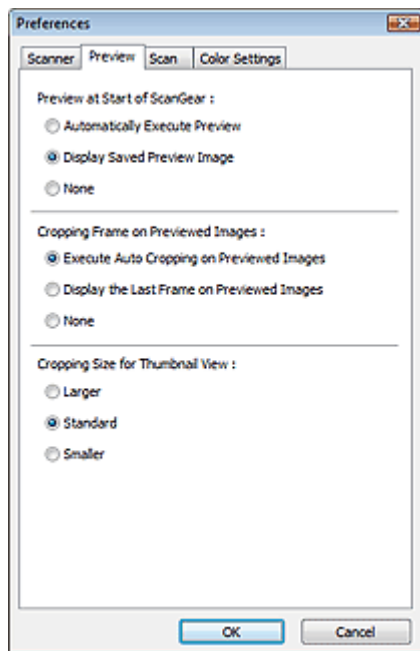 Preferences
Scanner Preview Scan Color Settings
Preview at Start of ScanGear :
Automatically Execute Preview
Display Saved Preview Image
None
Cropping Frame on Previewed Images :
Execute Auto Cropping on Previewed Images
Display the Last Frame on Previewed Images
None
Cropping Size for Thumbnail View :
Larger
Standard
Smaller
OK Cancel